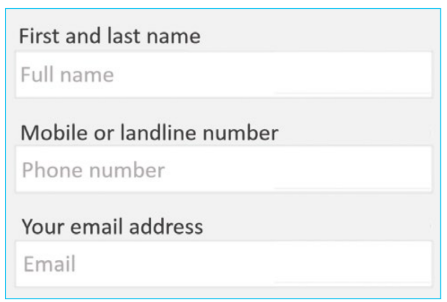 First and last name
Full name
Mobile or landline number
Phone number
Your email address
Email